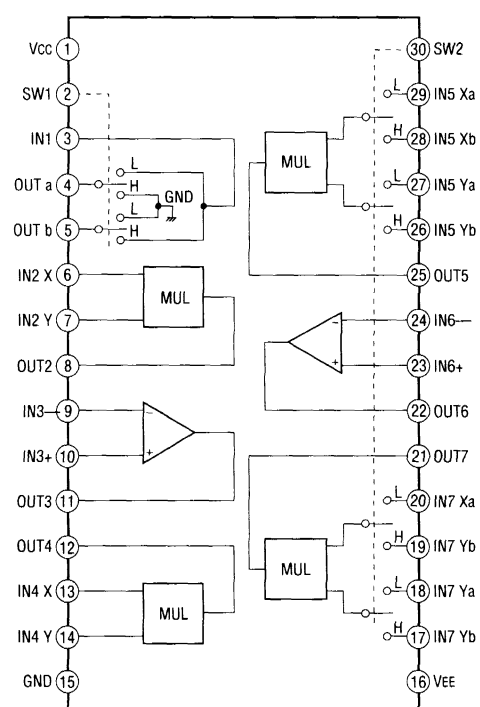 Vcc 1
SW1 2
IN1 3
OUT a 4
OUT b 5
IN2 X 6
IN2 Y 7
OUT2 8
IN3— 9
IN3+ 10
OUT3 11
OUT4 12
IN4 X 13
IN4 Y 14
GND 15
L
H
GND
L
H
MUL
−
+
MUL
MUL
−
+
MUL
L
H
L
H
L
H
L
H
30 SW2
29 IN5 Xa
28 IN5 Xb
27 IN5 Ya
26 IN5 Yb
25 OUT5
24 IN6—
23 IN6+
22 OUT6
21 OUT7
20 IN7 Xa
19 IN7 Yb
18 IN7 Ya
17 IN7 Yb
16 VEE